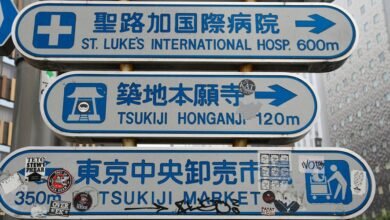 聖路加国際病院
ST. LUKE'S INTERNATIONAL HOSP. 600m
築地本願寺
TSUKIJI HONGANJI 120m
東京中央卸売市
350m TSUKIJI MARKET